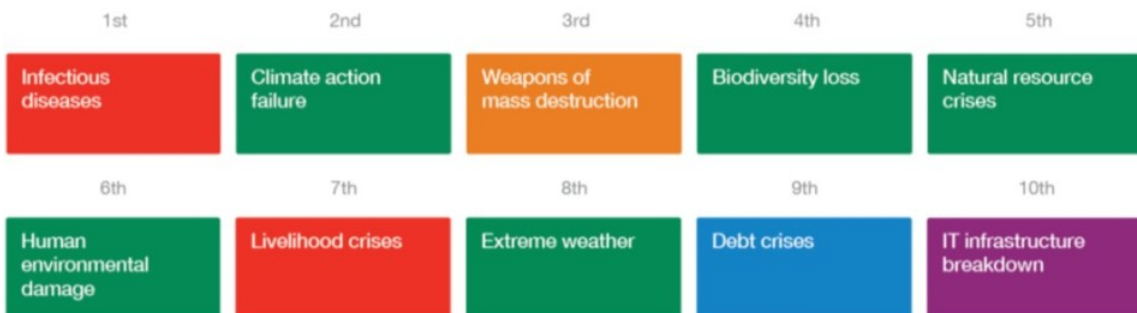 1st
2nd
3rd
4th
5th
Infectious
diseases
Climate action
failure
Weapons of
mass destruction
Biodiversity loss
Natural resource
crises
6th
7th
8th
9th
10th
Human
environmental
damage
Livelihood crises
Extreme weather
Debt crises
IT infrastructure
breakdown